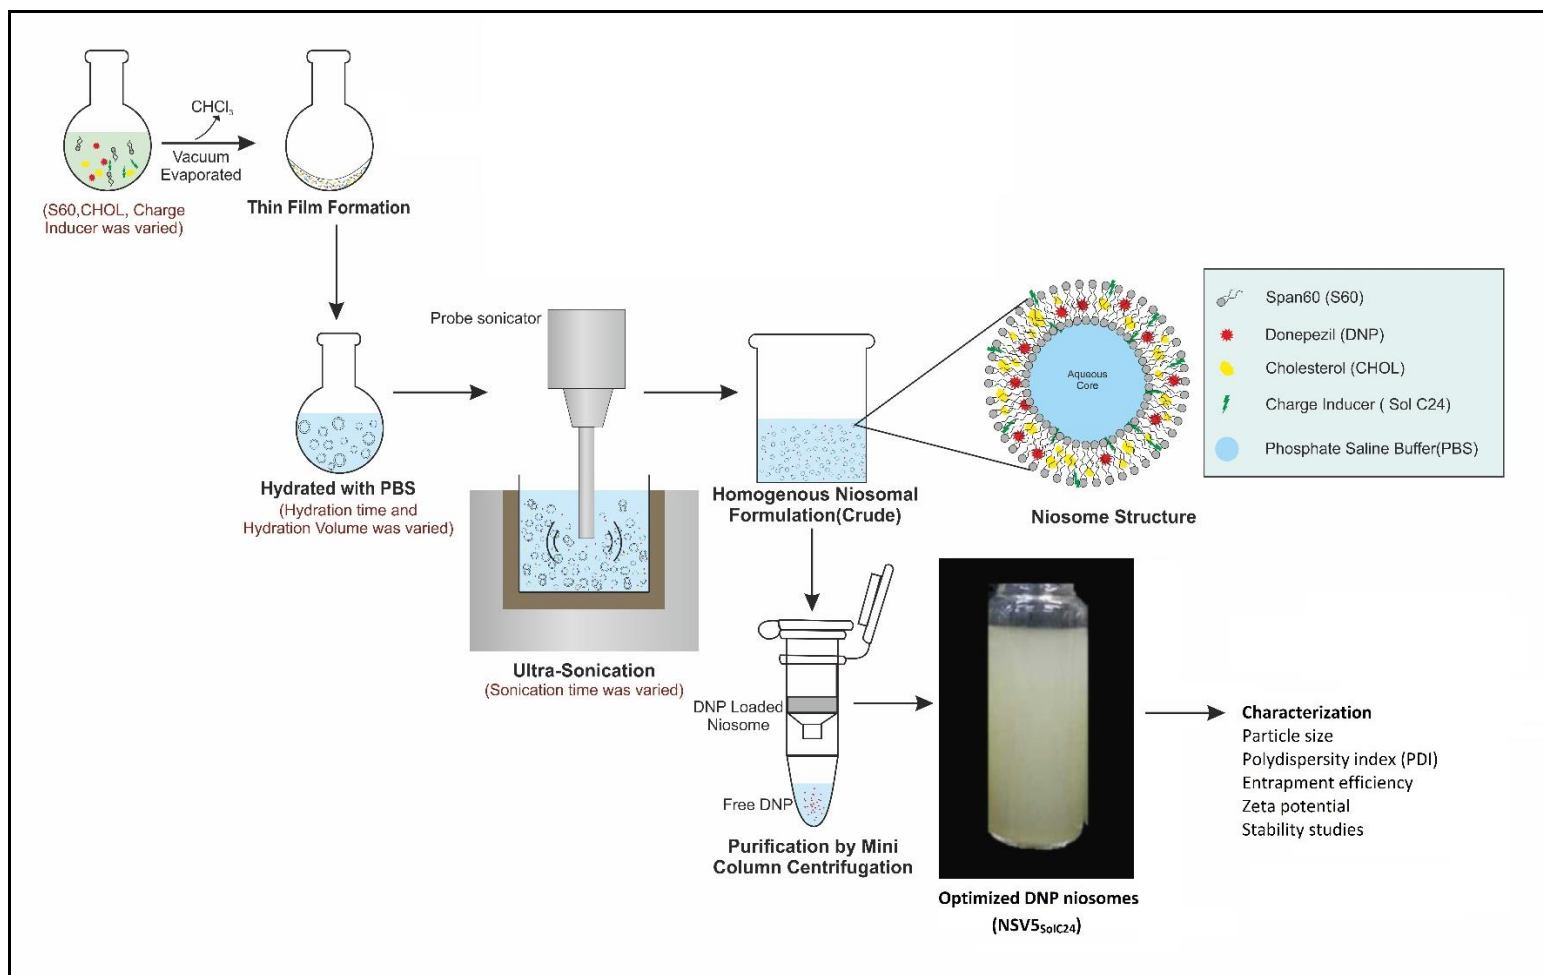 CHCl₃
Vacuum
Evaporated
(S60,CHOL, Charge
Inducer was varied)
Thin Film Formation
Hydrated with PBS
(Hydration time and
Hydration Volume was varied)
Probe sonicator
Ultra-Sonication
(Sonication time was varied)
Homogenous Niosomal
Formulation(Crude)
Aqueous
Core
Niosome Structure
Span60 (S60)
Donepezil (DNP)
Cholesterol (CHOL)
Charge Inducer ( Sol C24)
Phosphate Saline Buffer(PBS)
DNP Loaded
Niosome
Free DNP
Purification by Mini
Column Centrifugation
Optimized DNP niosomes
(NSV5SolC24)
Characterization
Particle size
Polydispersity index (PDI)
Entrapment efficiency
Zeta potential
Stability studies